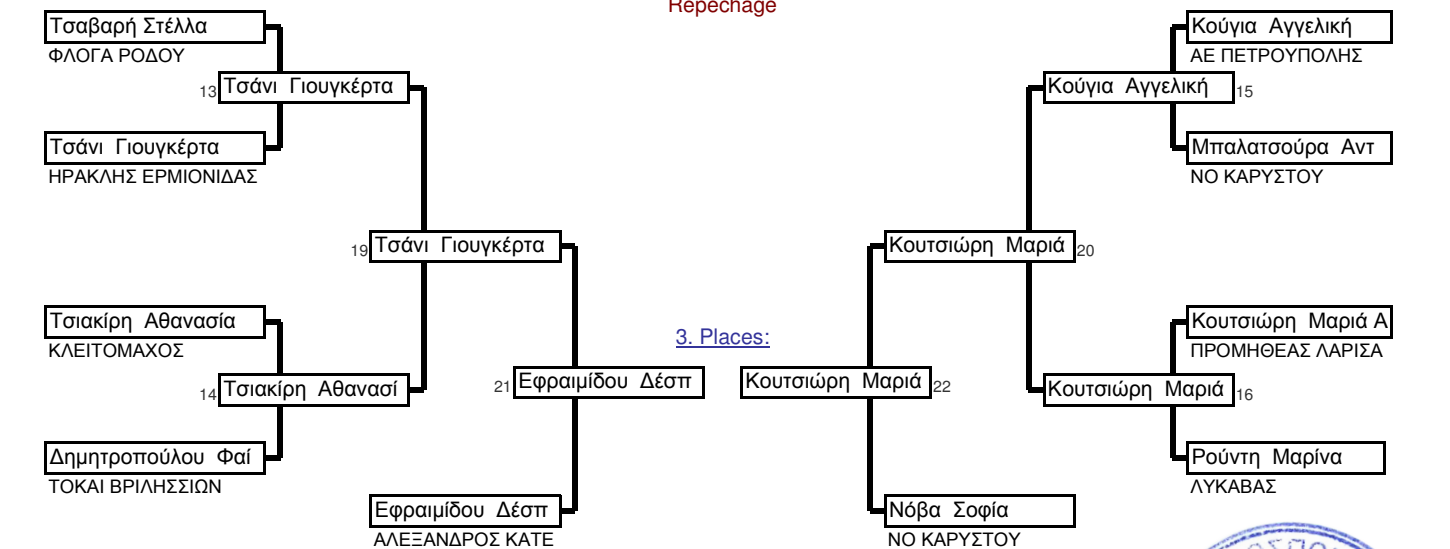 Repechage
Τσαβαρή Στέλλα
ΦΛΟΓΑ ΡΟΔΟΥ
13 Τσάνι Γιουγκέρτα
Τσάνι Γιουγκέρτα
ΗΡΑΚΛΗΣ ΕΡΜΙΟΝΙΔΑΣ
19 Τσάνι Γιουγκέρτα
Τσιακίρη Αθανασία
ΚΛΕΙΤΟΜΑΧΟΣ
14 Τσιακίρη Αθανασί
Δημητροπούλου Φαί
ΤΟΚΑΙ ΒΡΙΛΗΣΣΙΩΝ
21 Εφραιμίδου Δέσπ
Εφραιμίδου Δέσπ
ΑΛΕΞΑΝΔΡΟΣ ΚΑΤΕ
3. Places:
Κούγια Αγγελική
ΑΕ ΠΕΤΡΟΥΠΟΛΗΣ
Κούγια Αγγελική 15
Μπαλατσούρα Αντ
ΝΟ ΚΑΡΥΣΤΟΥ
Κουτσιώρη Μαριά 20
Κουτσιώρη Μαριά Α
ΠΡΟΜΗΘΕΑΣ ΛΑΡΙΣΑ
Κουτσιώρη Μαριά 16
Ρούντη Μαρίνα
ΛΥΚΑΒΑΣ
Κουτσιώρη Μαριά 22
Νόβα Σοφία
ΝΟ ΚΑΡΥΣΤΟΥ